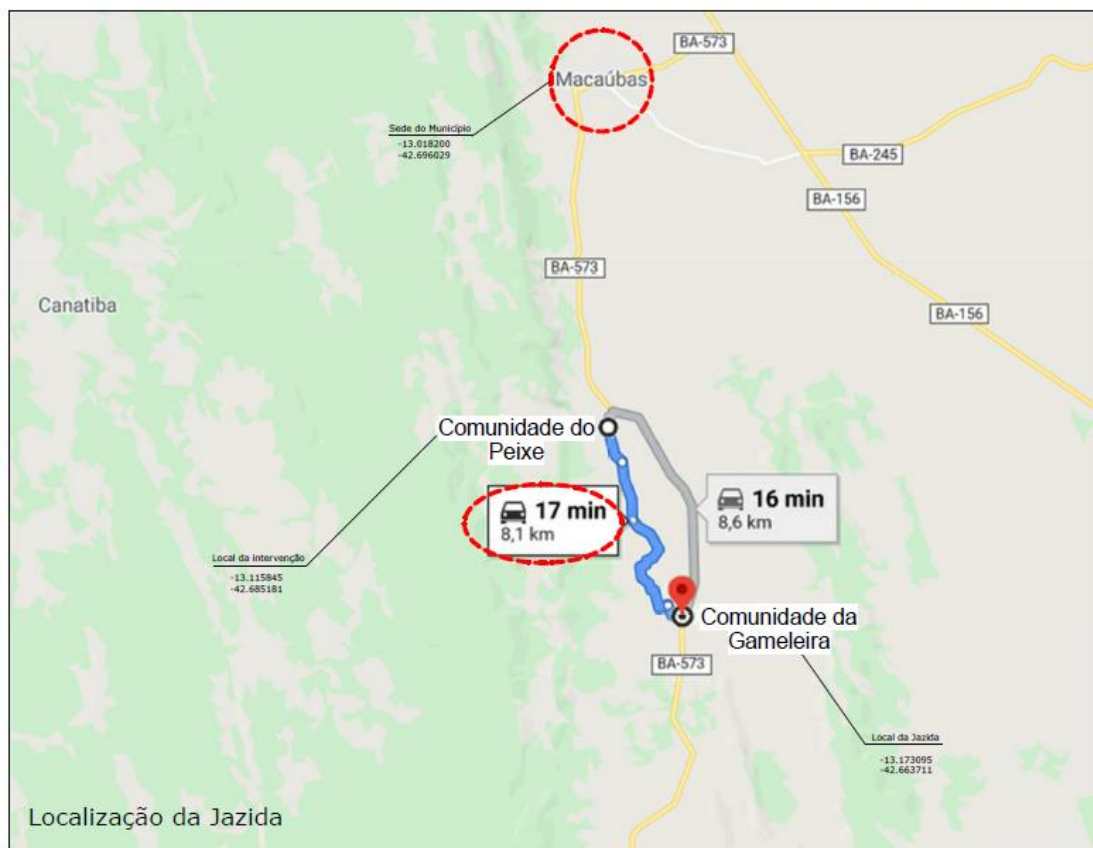 BA-573
Macaúbas
Sede do Município
-13.018200
-42.696029
BA-245
BA-156
BA-573
Canatiba
BA-156
Comunidade do
Peixe
17 min
8,1 km
16 min
8,6 km
Local da intervenção
-13.115845
-42.685181
Comunidade da
Gameleira
BA-573
Local da Jazida
-13.173095
-42.663711
Localização da Jazida